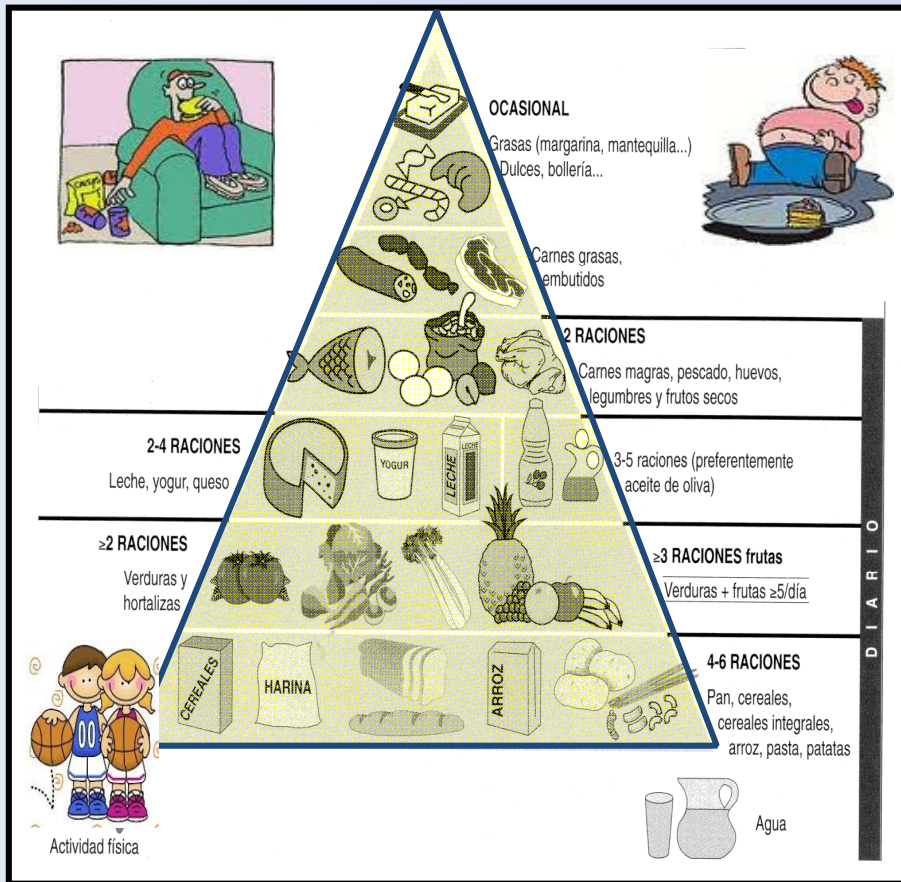 OCASIONAL
Grasas (margarina, mantequilla...)
Dulces, bollería...
Carnes grasas,
embutidos
2 RACIONES
Carnes magras, pescado, huevos,
legumbres y frutos secos
2-4 RACIONES
Leche, yogur, queso
YOGUR
LECHE
LECHE
3-5 raciones (preferentemente
aceite de oliva)
≥2 RACIONES
Verduras y
hortalizas
≥3 RACIONES frutas
Verduras + frutas ≥5/día
DIARIO
CEREALES
HARINA
ARROZ
4-6 RACIONES
Pan, cereales,
cereales integrales,
arroz, pasta, patatas
00
Actividad física
Agua